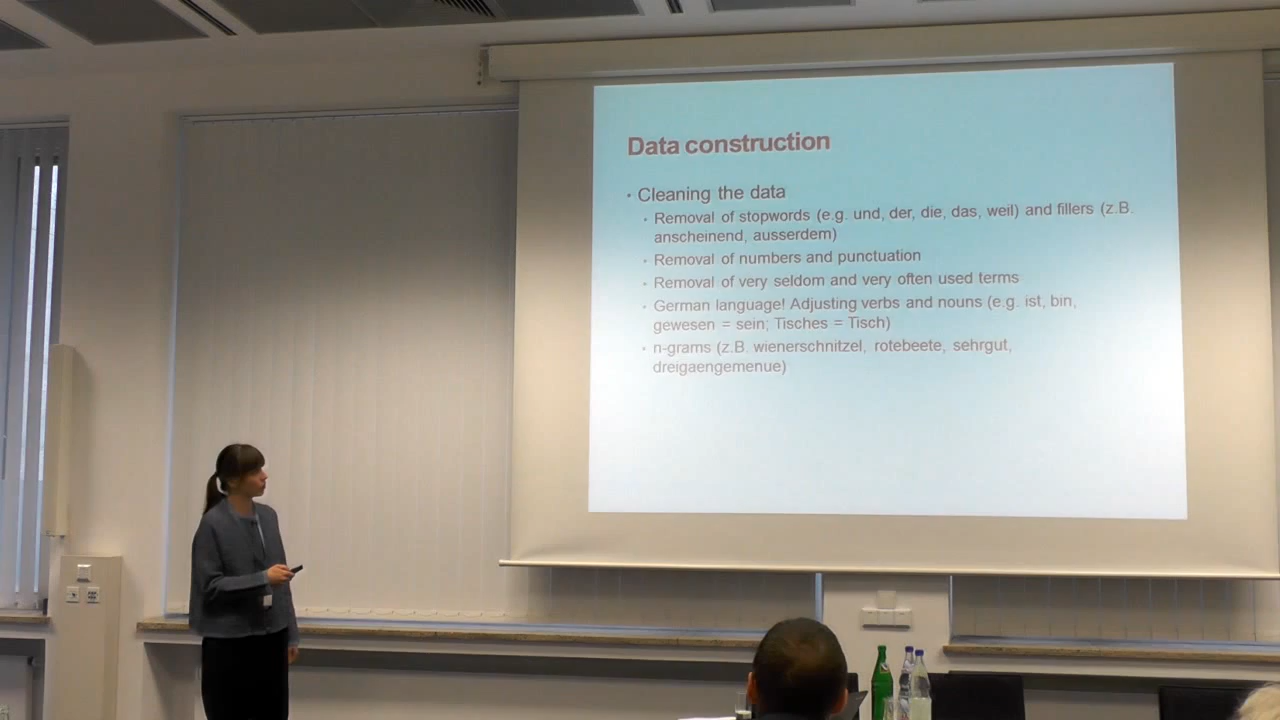 Data construction
• Cleaning the data
• Removal of stopwords (e.g. und, der, die, das, weil) and fillers (z.B.
anscheinend, ausserdem)
• Removal of numbers and punctuation
• Removal of very seldom and very often used terms
• German language! Adjusting verbs and nouns (e.g. ist, bin,
gewesen = sein; Tisches = Tisch)
• n-grams (z.B. wienerschnitzel, rotebeete, sehrgut,
dreigaengemenue)